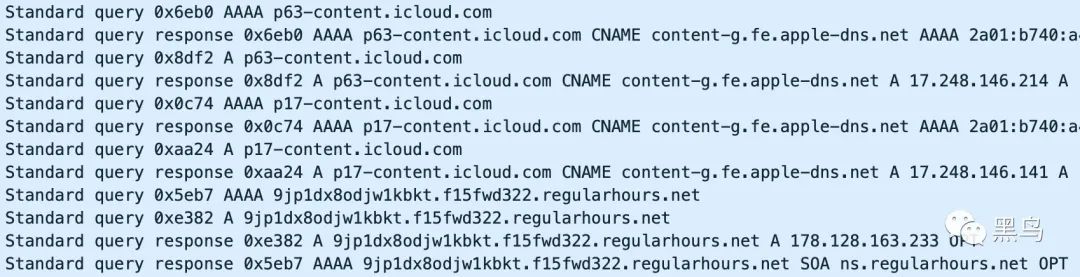 Standard query 0x6eb0 AAAA p63-content.icloud.com
Standard query response 0x6eb0 AAAA p63-content.icloud.com CNAME content-g.fe.apple-dns.net AAAA 2a01:b740:a4
Standard query 0x8df2 A p63-content.icloud.com
Standard query response 0x8df2 A p63-content.icloud.com CNAME content-g.fe.apple-dns.net A 17.248.146.214 A
Standard query 0x0c74 AAAA p17-content.icloud.com
Standard query response 0x0c74 AAAA p17-content.icloud.com CNAME content-g.fe.apple-dns.net AAAA 2a01:b740:a4
Standard query 0xaa24 A p17-content.icloud.com
Standard query response 0xaa24 A p17-content.icloud.com CNAME content-g.fe.apple-dns.net A 17.248.146.141 A
Standard query 0x5eb7 AAAA 9jp1dx8odjw1kbkt.f15fwd322.regularhours.net
Standard query 0xe382 A 9jp1dx8odjw1kbkt.f15fwd322.regularhours.net
Standard query response 0xe382 A 9jp1dx8odjw1kbkt.f15fwd322.regularhours.net A 178.128.163.233 OPT
Standard query response 0x5eb7 AAAA 9jp1dx8odjw1kbkt.f15fwd322.regularhours.net SOA ns.regularhours.net OPT
黑鸟